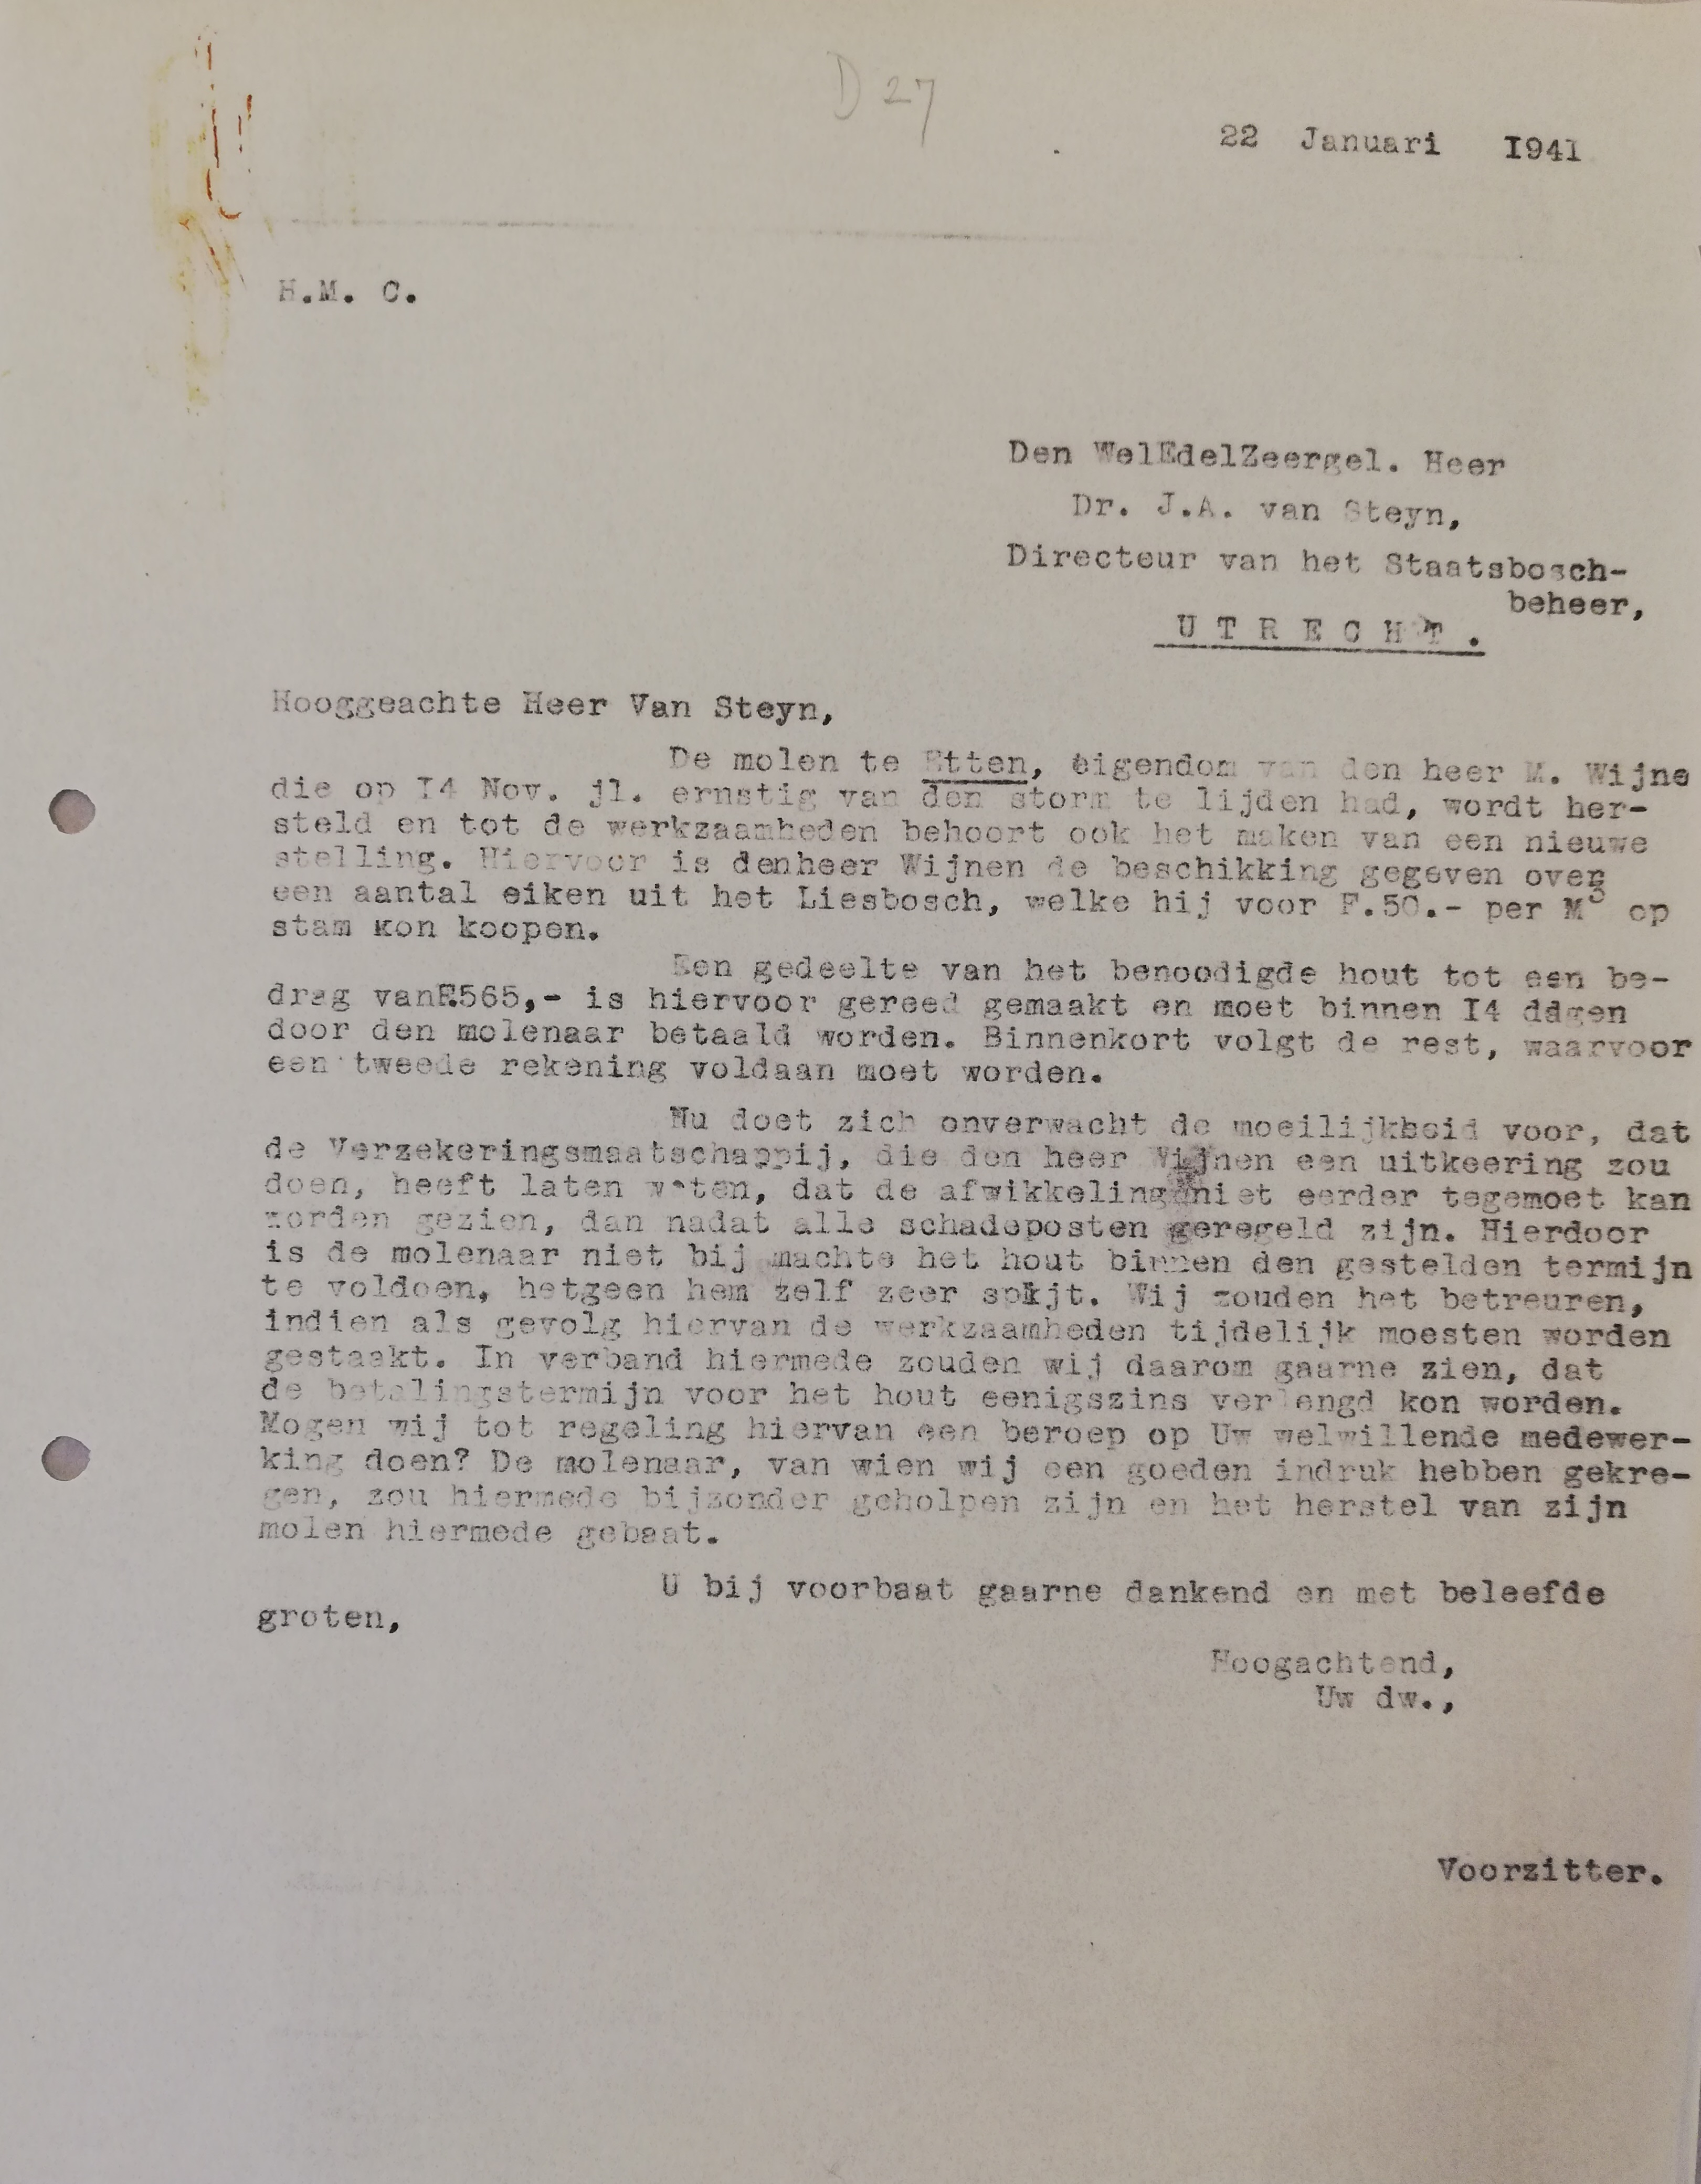 D 27
22 Januari I941
H.M. C.
Den WelEdelZeergel. Heer
Dr. J.A. van Steyn,
Directeur van het Staatsbosch-
beheer,
U T R E C H T .
Hooggeachte Heer Van Steyn,
De molen te Etten, eigendom van den heer M. Wijne
die op I4 Nov. jl. ernstig van den storm te lijden had, wordt her-
steld en tot de werkzaamheden behoort ook het maken van een nieuwe
stelling. Hiervoor is denheer Wijnen de beschikking gegeven over
een aantal eiken uit het Liesbosch, welke hij voor F.50.- per M3 op
stam kon koopen.
Een gedeelte van het benoodigde hout tot een be-
drag vanF.565,- is hiervoor gereed gemaakt en moet binnen I4 dagen
door den molenaar betaald worden. Binnenkort volgt de rest, waarvoor
een tweede rekening voldaan moet worden.
Nu doet zich onverwacht de moeilijkheid voor, dat
de Verzekeringsmaatschappij, die den heer Wijnen een uitkeering zou
doen, heeft laten weten, dat de afwikkeling niet eerder tegemoet kan
worden gezien, dan nadat alle schadeposten geregeld zijn. Hierdoor
is de molenaar niet bij machte het hout binnen den gestelden termijn
te voldoen, hetgeen hem zelf zeer spijt. Wij zouden het betreuren,
indien als gevolg hiervan de werkzaamheden tijdelijk moesten worden
gestaakt. In verband hiermede zouden wij daarom gaarne zien, dat
de betalingstermijn voor het hout eenigszins verlengd kon worden.
Mogen wij tot regeling hiervan een beroep op Uw welwillende medewer-
king doen? De molenaar, van wien wij een goeden indruk hebben gekre-
gen, zou hiermede bijzonder geholpen zijn en het herstel van zijn
molen hiermede gebaat.
U bij voorbaat gaarne dankend en met beleefde
groten,
Hoogachtend,
Uw dw.,
Voorzitter.